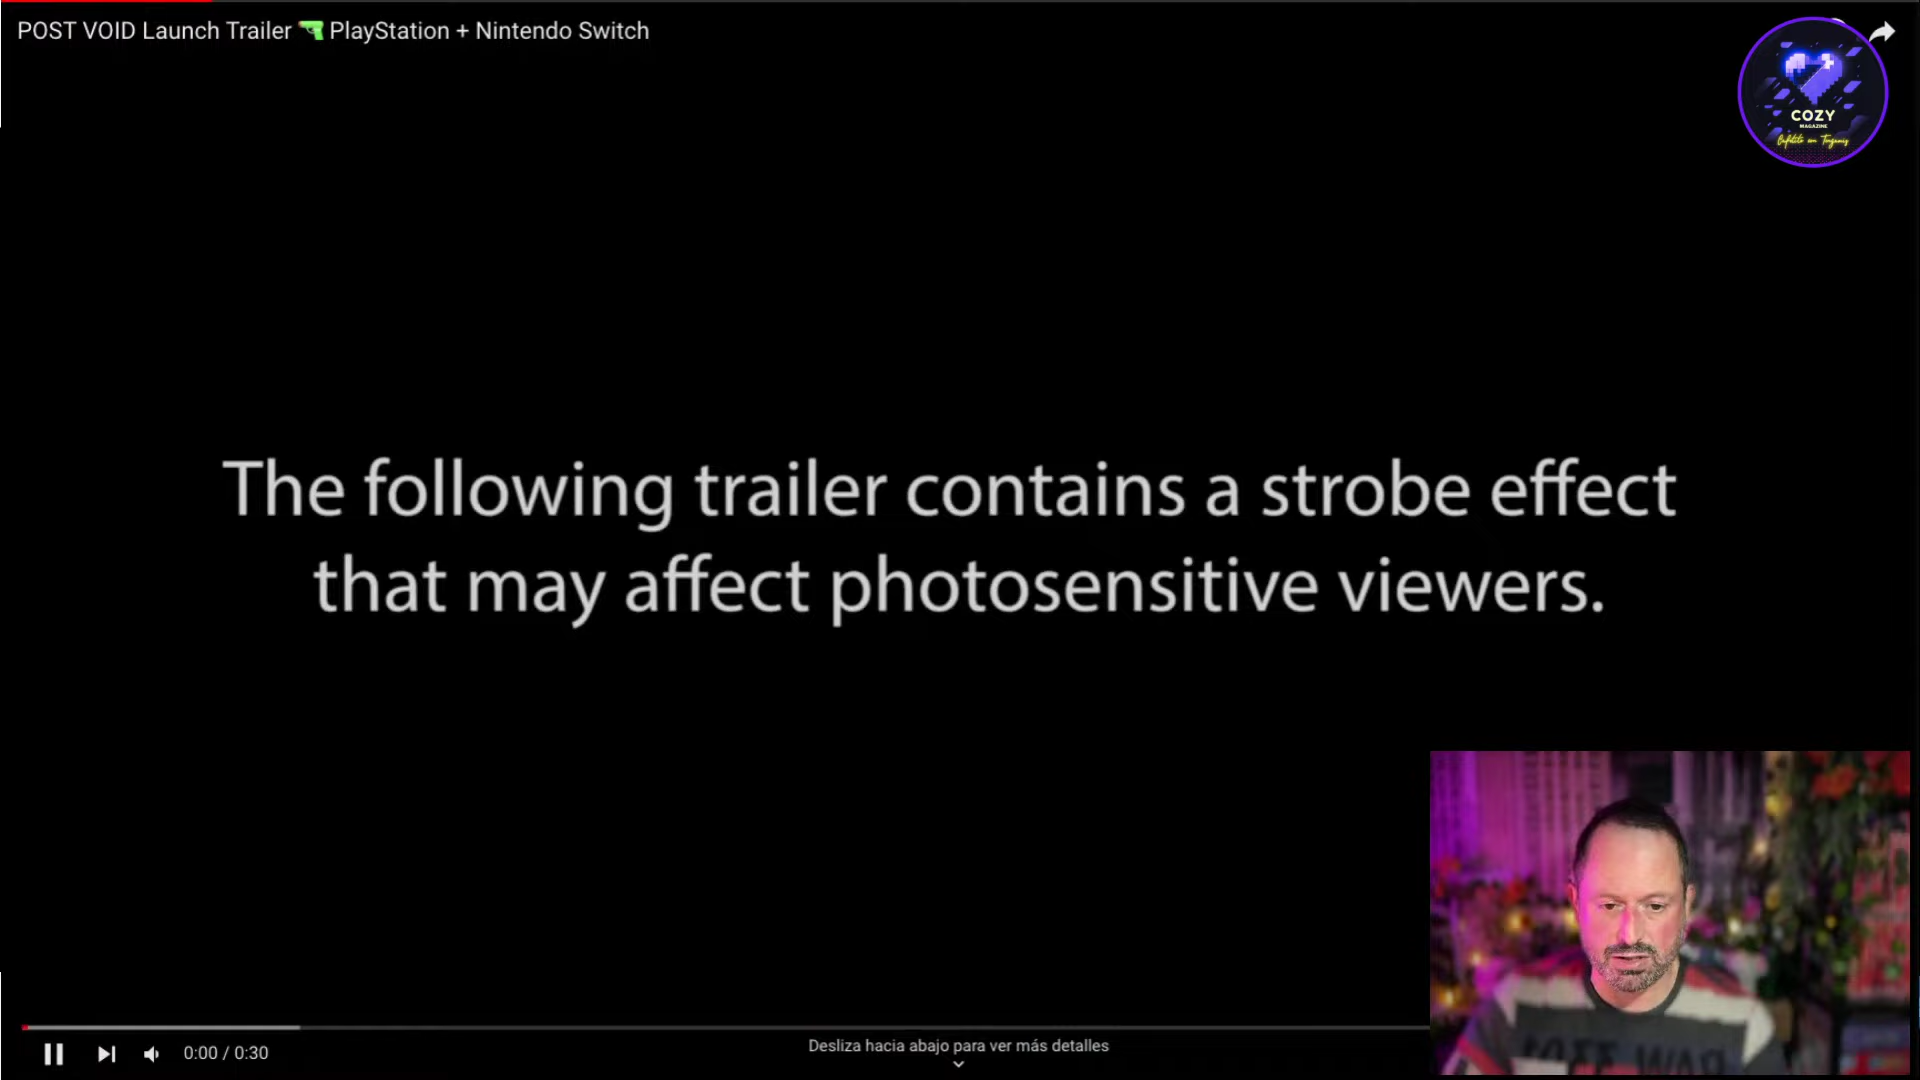 POST VOID Launch Trailer 🔫 PlayStation + Nintendo Switch
COZY
MAGAZINE
The following trailer contains a strobe effect
that may affect photosensitive viewers.
Desliza hacia abajo para ver más detalles
0:00 / 0:30